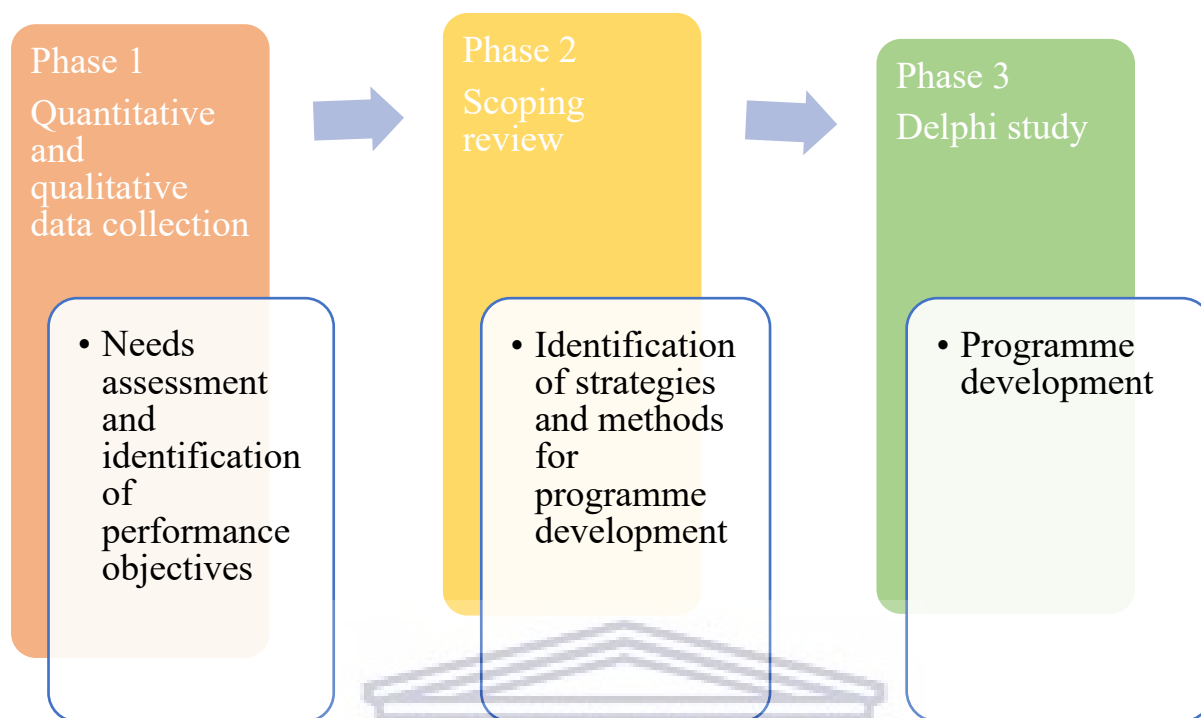 Phase 1
Quantitative
and
qualitative
data collection
• Needs
assessment
and
identification
of
performance
objectives
Phase 2
Scoping
review
• Identification
of strategies
and methods
for
programme
development
Phase 3
Delphi study
• Programme
development